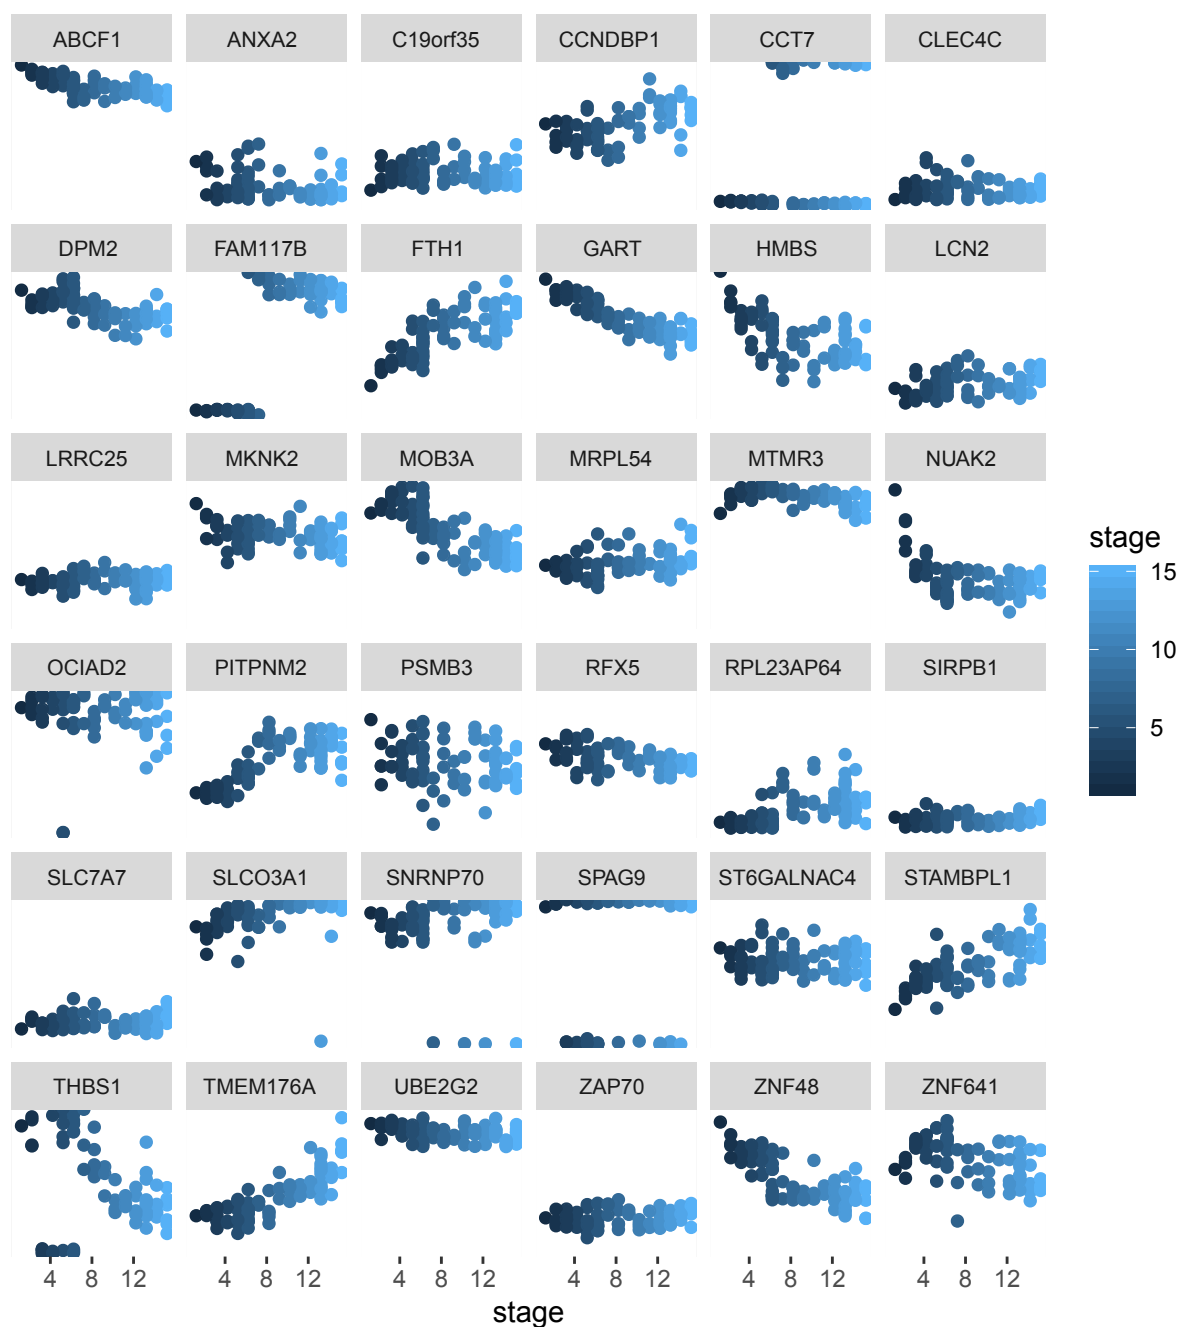 ABCF1 ANXA2 C19orf35 CCNDBP1 CCT7 CLEC4C
DPM2 FAM117B FTH1 GART HMBS LCN2
LRRC25 MKNK2 MOB3A MRPL54 MTMR3 NUAK2
stage
15
10
5
OCIAD2 PITPNM2 PSMB3 RFX5 RPL23AP64 SIRPB1
SLC7A7 SLCO3A1 SNRNP70 SPAG9 ST6GALNAC4 STAMBPL1
THBS1 TMEM176A UBE2G2 ZAP70 ZNF48 ZNF641
4 8 12 4 8 12 4 8 12 4 8 12 4 8 12 4 8 12
stage